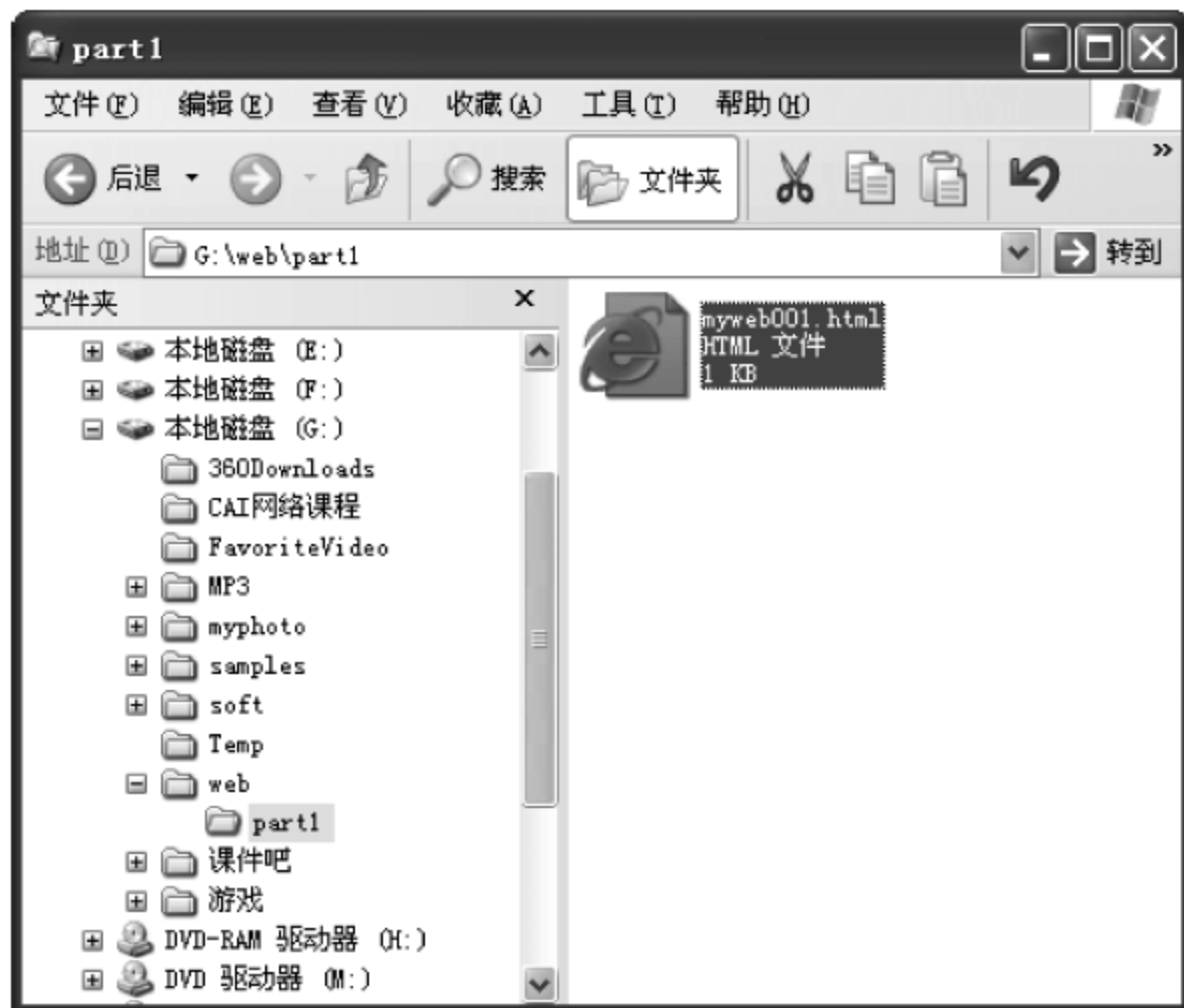 part1
文件(F) 编辑(E) 查看(V) 收藏(A) 工具(T) 帮助(H)
后退 搜索 文件夹 »
地址(D) G:\web\part1 转到
文件夹
本地磁盘 (E:)
本地磁盘 (F:)
本地磁盘 (G:)
360Downloads
CAI网络课程
FavoriteVideo
MP3
myphoto
samples
soft
Temp
web
part1
课件吧
游戏
DVD-RAM 驱动器 (H:)
DVD 驱动器 (M:)
myweb001.html
HTML 文件
1 KB